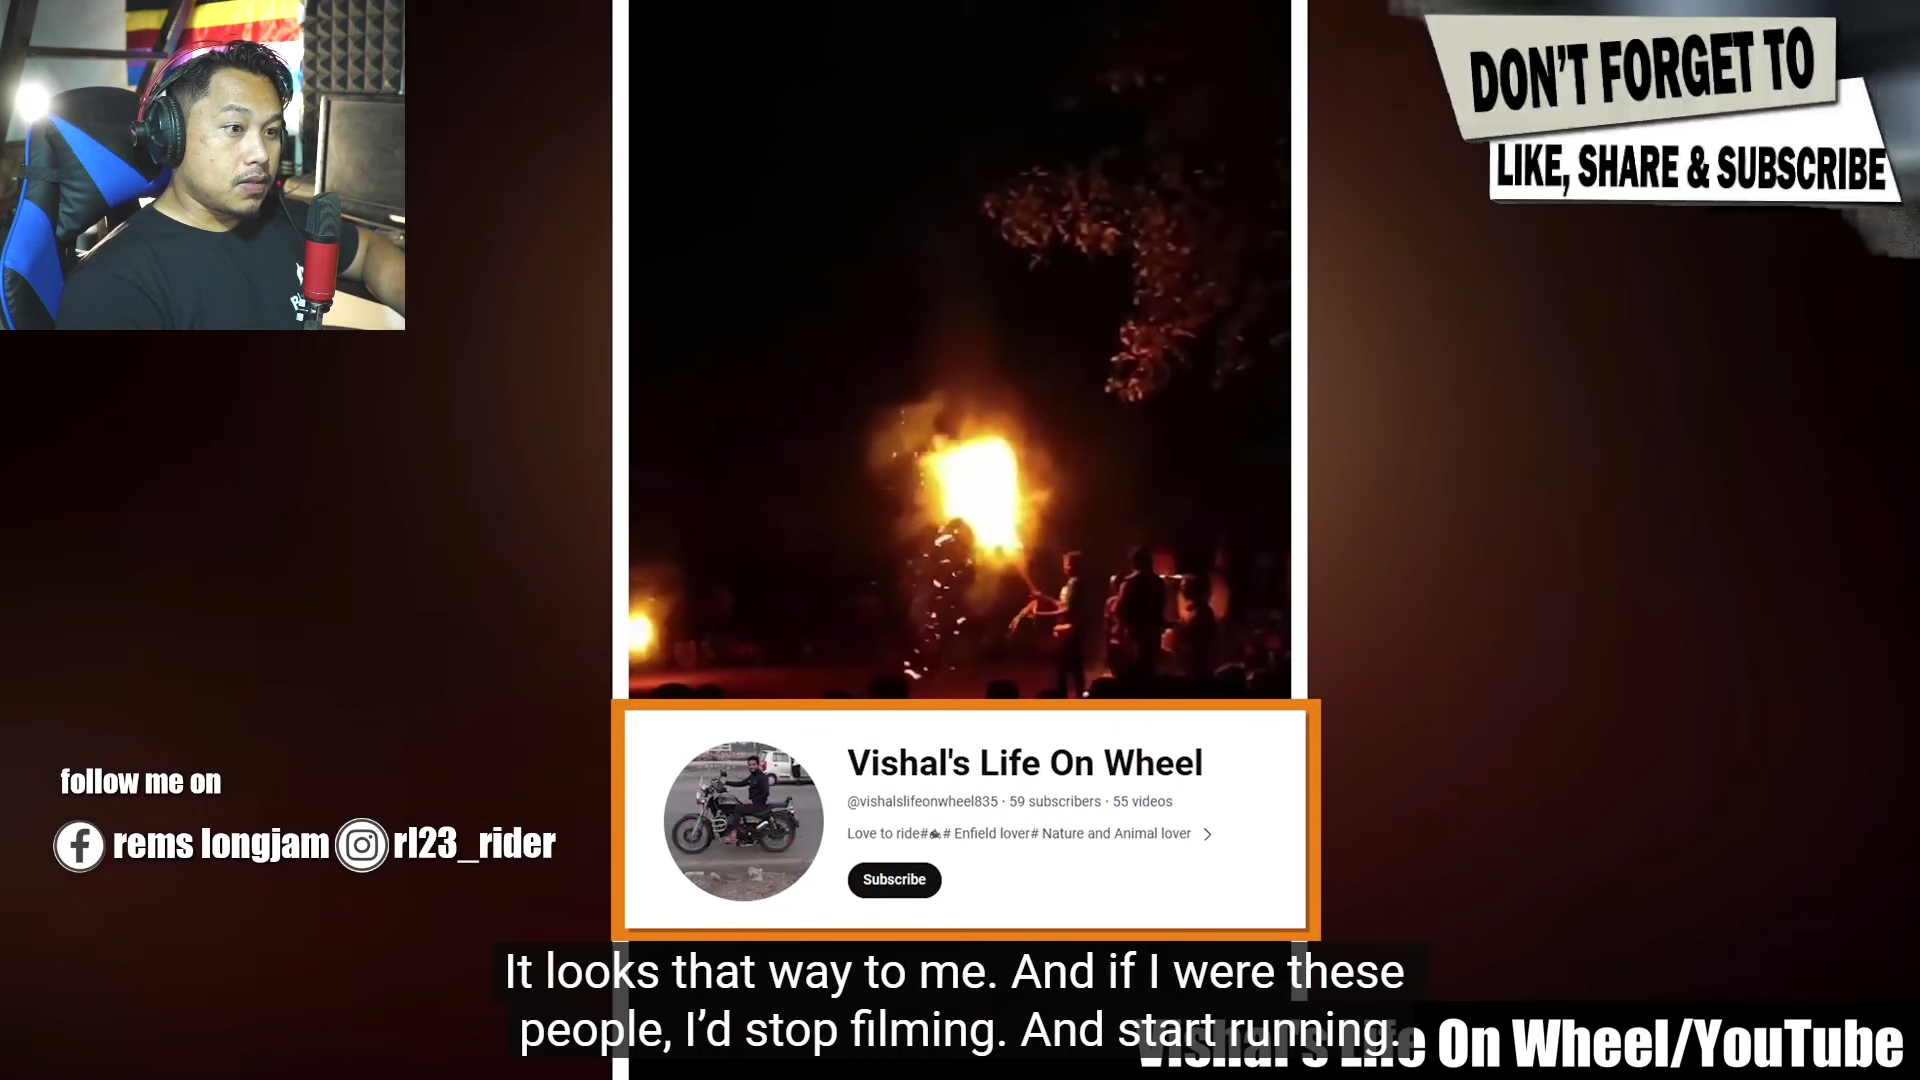 DON'T FORGET TO
LIKE, SHARE & SUBSCRIBE
follow me on
rems longjam
rl23_rider
Vishal's Life On Wheel
@vishalslifeonwheel835 · 59 subscribers · 55 videos
Love to ride#🏍# Enfield lover# Nature and Animal lover
Subscribe
It looks that way to me. And if I were these
people, I'd stop filming. And start running.
Vishal's Life On Wheel/YouTube